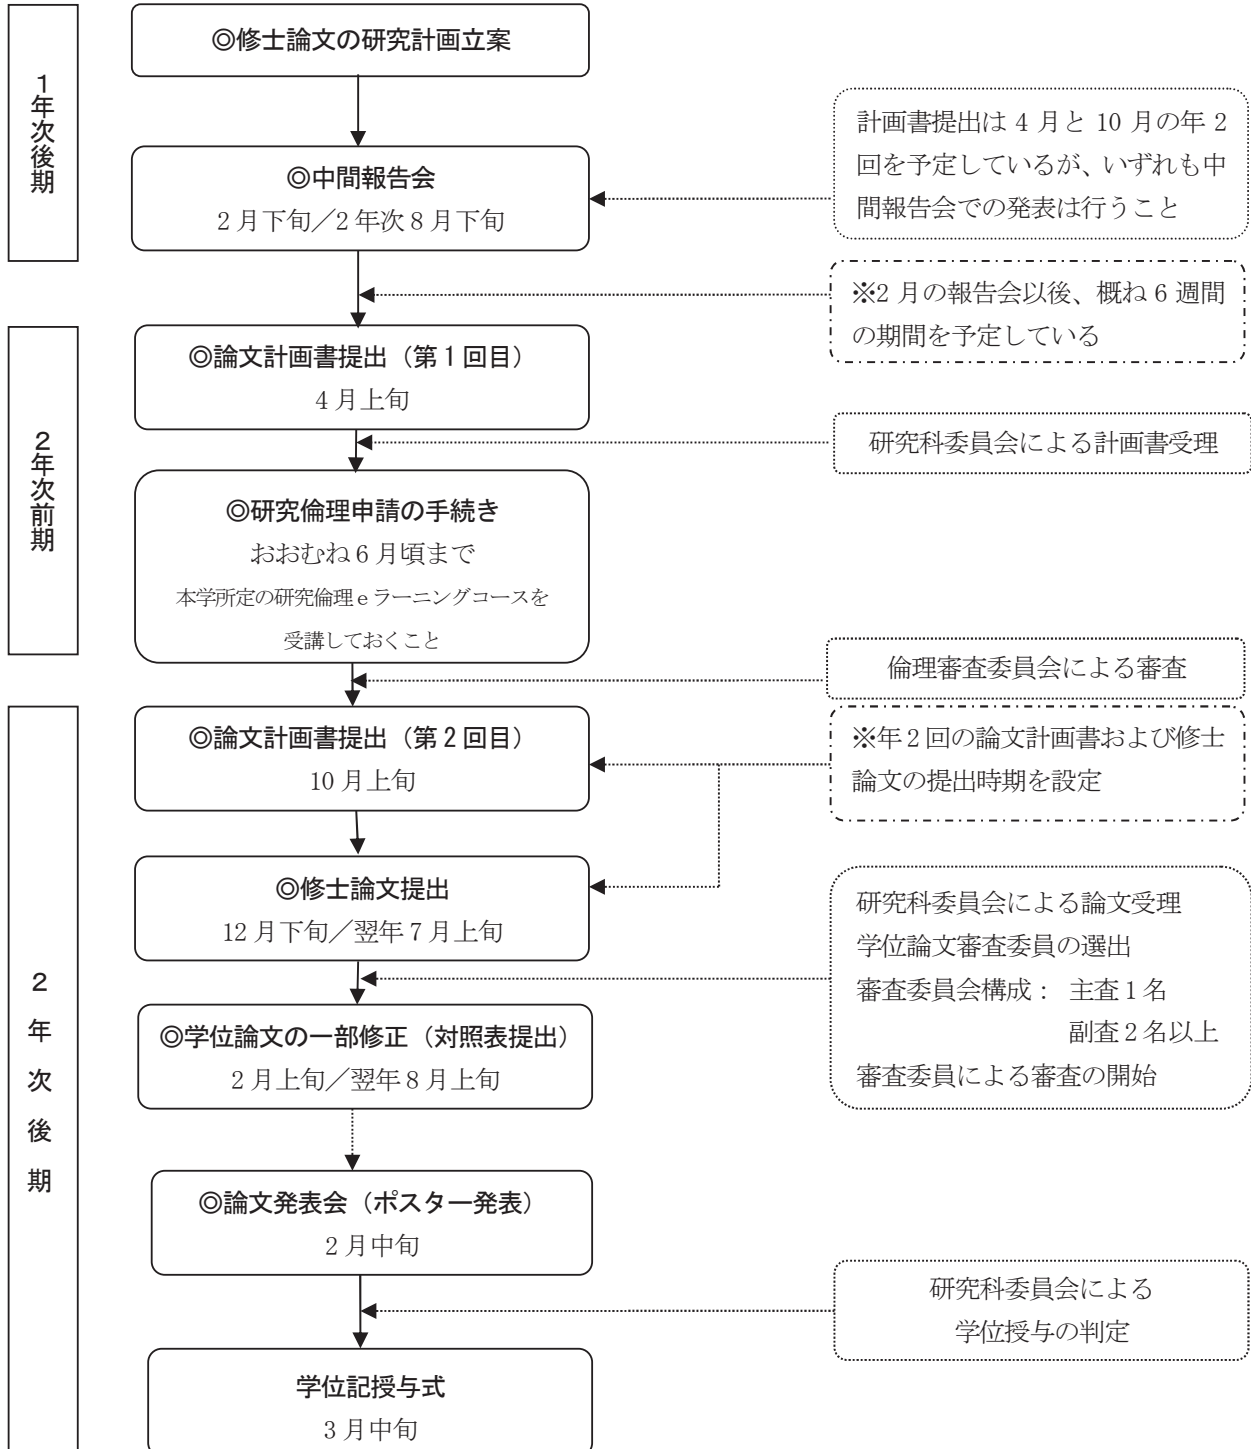 1年次後期
◎修士論文の研究計画立案
◎中間報告会
2月下旬／2年次8月下旬
計画書提出は4月と10月の年2
回を予定しているが、いずれも中
間報告会での発表は行うこと
※2月の報告会以後、概ね6週間
の期間を予定している
2年次前期
◎論文計画書提出（第1回目）
4月上旬
研究科委員会による計画書受理
◎研究倫理申請の手続き
おおむね6月頃まで
本学所定の研究倫理eラーニングコースを
受講しておくこと
倫理審査委員会による審査
2年次後期
◎論文計画書提出（第2回目）
10月上旬
※年2回の論文計画書および修士
論文の提出時期を設定
◎修士論文提出
12月下旬／翌年7月上旬
研究科委員会による論文受理
学位論文審査委員の選出
審査委員会構成： 主査1名
副査2名以上
審査委員による審査の開始
◎学位論文の一部修正（対照表提出）
2月上旬／翌年8月上旬
◎論文発表会（ポスター発表）
2月中旬
研究科委員会による
学位授与の判定
学位記授与式
3月中旬